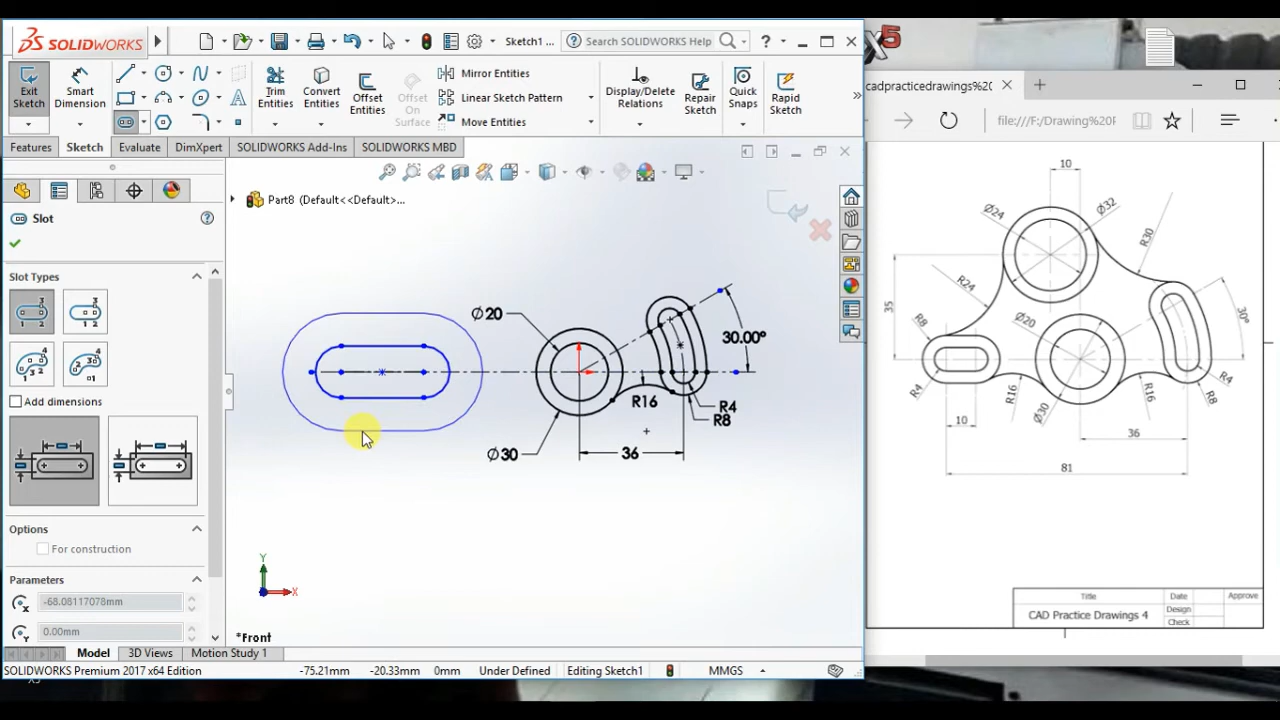 SOLIDWORKS
Sketch1 ...
Search SOLIDWORKS Help
?
Exit Sketch
Smart Dimension
Trim Entities
Convert Entities
Offset Entities
Offset On Surface
Mirror Entities
Linear Sketch Pattern
Move Entities
Display/Delete Relations
Repair Sketch
Quick Snaps
Rapid Sketch
Features
Sketch
Evaluate
DimXpert
SOLIDWORKS Add-Ins
SOLIDWORKS MBD
Part8 (Default<<Default>...
Slot
Slot Types
Add dimensions
Options
For construction
Parameters
-68.08117078mm
0.00mm
Ø20
30.00°
R16
R4
R8
Ø30
36
Y
X
*Front
Model
3D Views
Motion Study 1
SOLIDWORKS Premium 2017 x64 Edition
-75.21mm
-20.33mm
0mm
Under Defined
Editing Sketch1
MMGS
X5
cadpracticedrawings%20
file:///F:/Drawing%20
10
Ø24
Ø32
R30
R24
35
R8
Ø20
30°
R4
R16
R16
R4
R8
10
Ø30
36
81
Title
Date
Approve
CAD Practice Drawings 4
Design
Check